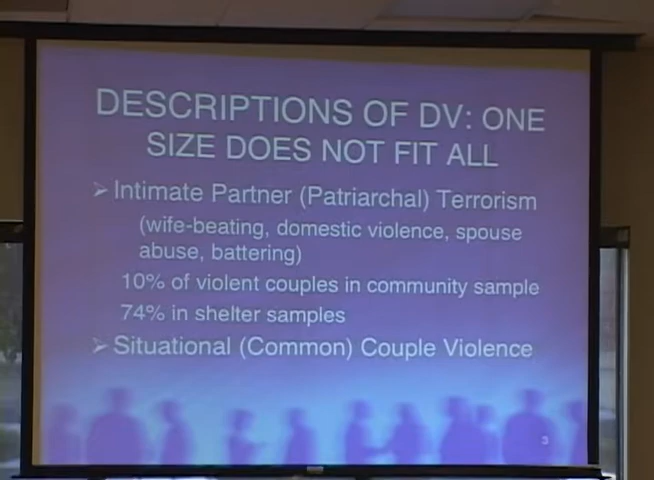 DESCRIPTIONS OF DV: ONE
SIZE DOES NOT FIT ALL
➢ Intimate Partner (Patriarchal) Terrorism
(wife-beating, domestic violence, spouse
abuse, battering)
10% of violent couples in community sample
74% in shelter samples
➢ Situational (Common) Couple Violence
3